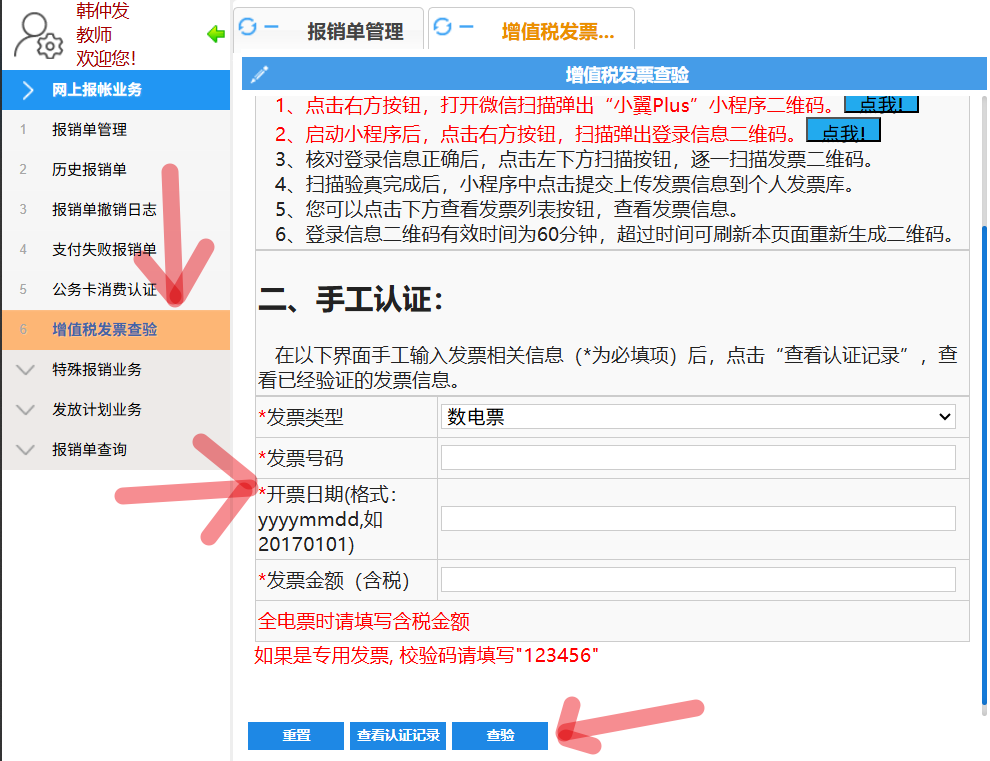 韩仲发
教师
欢迎您!
网上报帐业务
1 报销单管理
2 历史报销单
3 报销单撤销日志
4 支付失败报销单
5 公务卡消费认证
6 增值税发票查验
特殊报销业务
发放计划业务
报销单查询
报销单管理
增值税发票...
增值税发票查验
1、点击右方按钮，打开微信扫描弹出“小翼Plus”小程序二维码。 点我!
2、启动小程序后，点击右方按钮，扫描弹出登录信息二维码。 点我!
3、核对登录信息正确后，点击左下方扫描按钮，逐一扫描发票二维码。
4、扫描验真完成后，小程序中点击提交上传发票信息到个人发票库。
5、您可以点击下方查看发票列表按钮，查看发票信息。
6、登录信息二维码有效时间为60分钟，超过时间可刷新本页面重新生成二维码。
二、手工认证：
在以下界面手工输入发票相关信息（*为必填项）后，点击“查看认证记录”，查
看已经验证的发票信息。
*发票类型 数电票
*发票号码
*开票日期(格式：
yyyymmdd,如
20170101)
*发票金额（含税）
全电票时请填写含税金额
如果是专用发票, 校验码请填写"123456"
重置 查看认证记录 查验